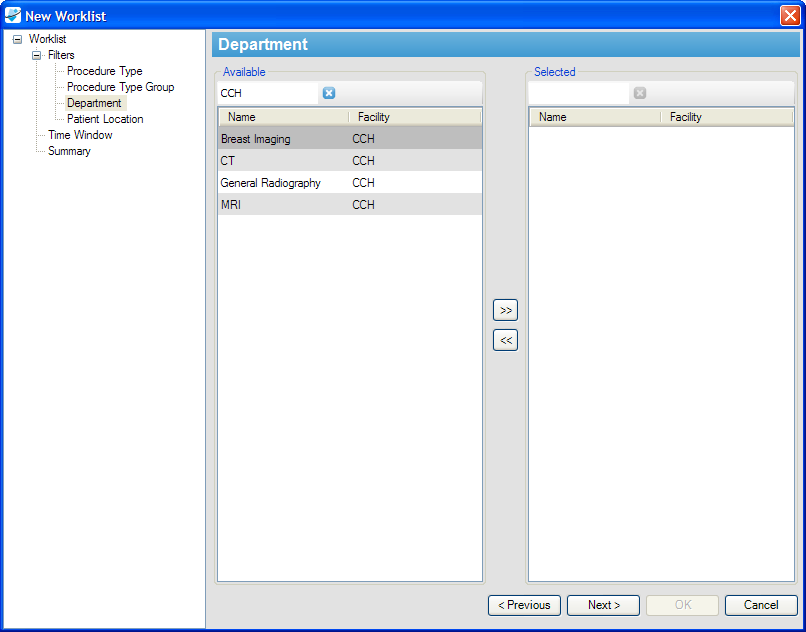 New Worklist
Worklist
Filters
Procedure Type
Procedure Type Group
Department
Patient Location
Time Window
Summary
Department
Available
CCH
Name Facility
Breast Imaging CCH
CT CCH
General Radiography CCH
MRI CCH
>>
<<
Selected
Name Facility
< Previous Next > OK Cancel